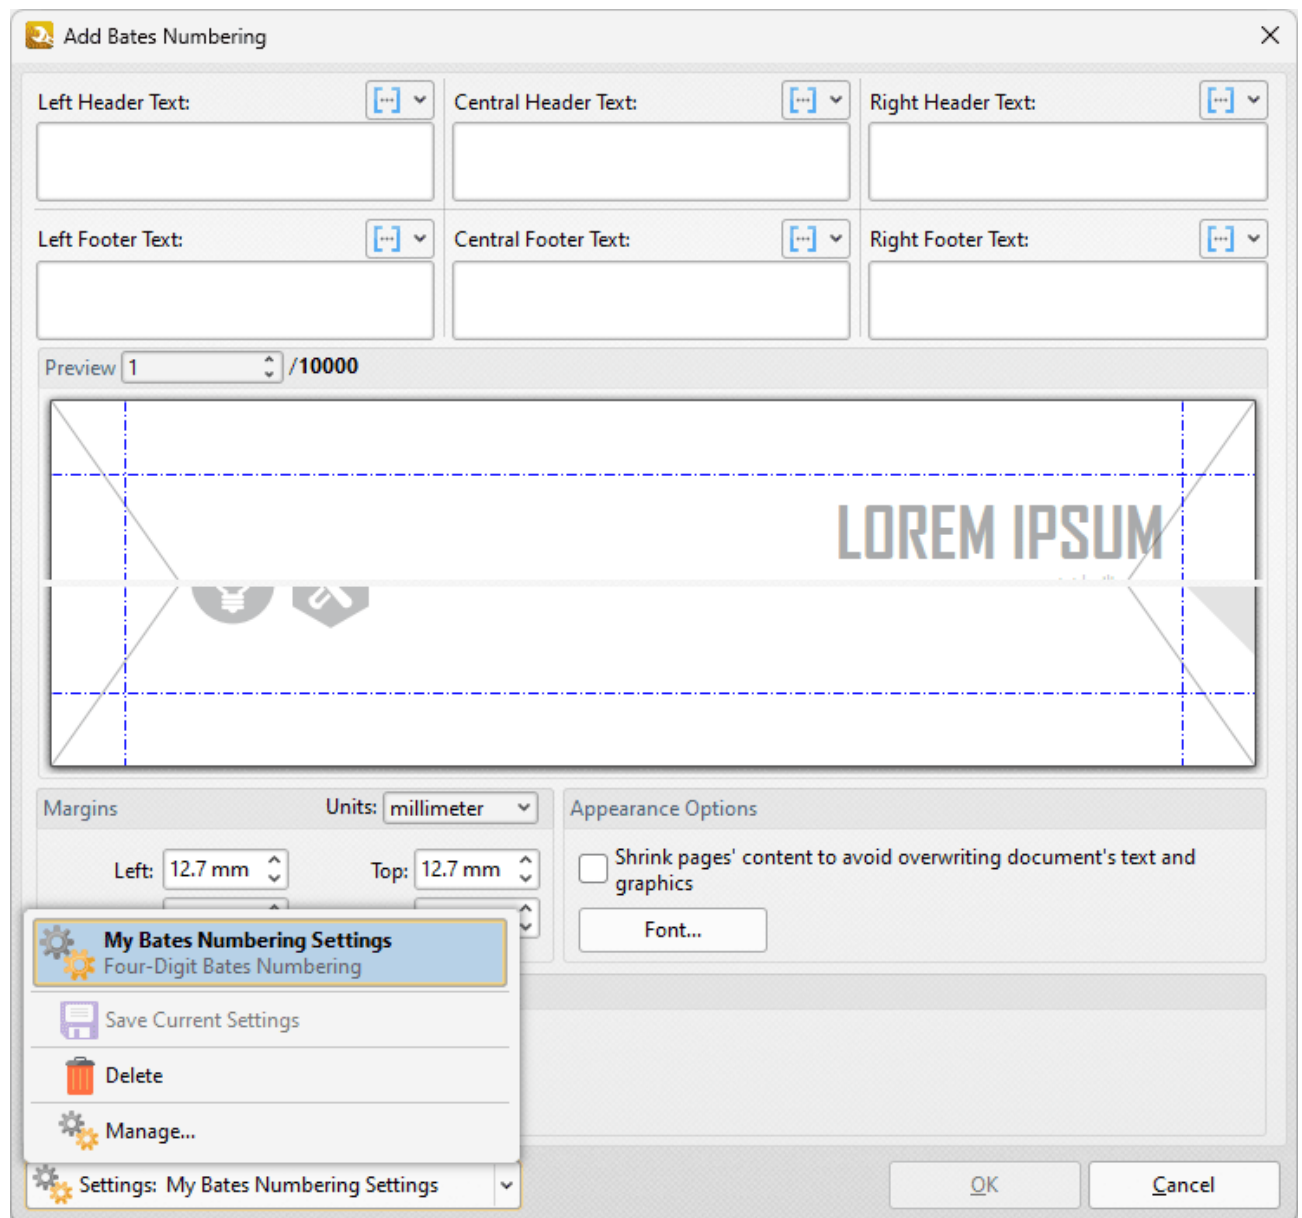 Add Bates Numbering
Left Header Text:
Central Header Text:
Right Header Text:
Left Footer Text:
Central Footer Text:
Right Footer Text:
Preview 1 /10000
LOREM IPSUM
Margins
Units: millimeter
Appearance Options
Left: 12.7 mm
Top: 12.7 mm
Shrink pages' content to avoid overwriting document's text and
graphics
Font...
My Bates Numbering Settings
Four-Digit Bates Numbering
Save Current Settings
Delete
Manage...
Settings: My Bates Numbering Settings
OK
Cancel